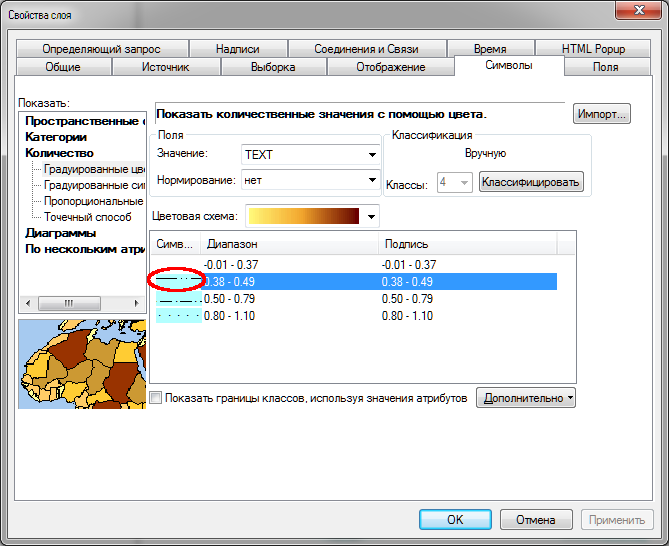 Свойства слоя
Определяющий запрос Надписи Соединения и Связи Время HTML Popup
Общие Источник Выборка Отображение Символы Поля
Показать:
Пространственные
Категории
Количество
Градуированные
Градуированные
Пропорциональные
Точечный способ
Диаграммы
По нескольким
Показать количественные значения с помощью цвета.
Импорт...
Поля
Значение: TEXT
Нормирование: нет
Классификация
Вручную
Классы: 4 Классифицировать
Цветовая схема:
Симв... Диапазон Подпись
-0.01 - 0.37 -0.01 - 0.37
0.38 - 0.49 0.38 - 0.49
0.50 - 0.79 0.50 - 0.79
0.80 - 1.10 0.80 - 1.10
Показать границы классов, используя значения атрибутов
Дополнительно
OK Отмена Применить